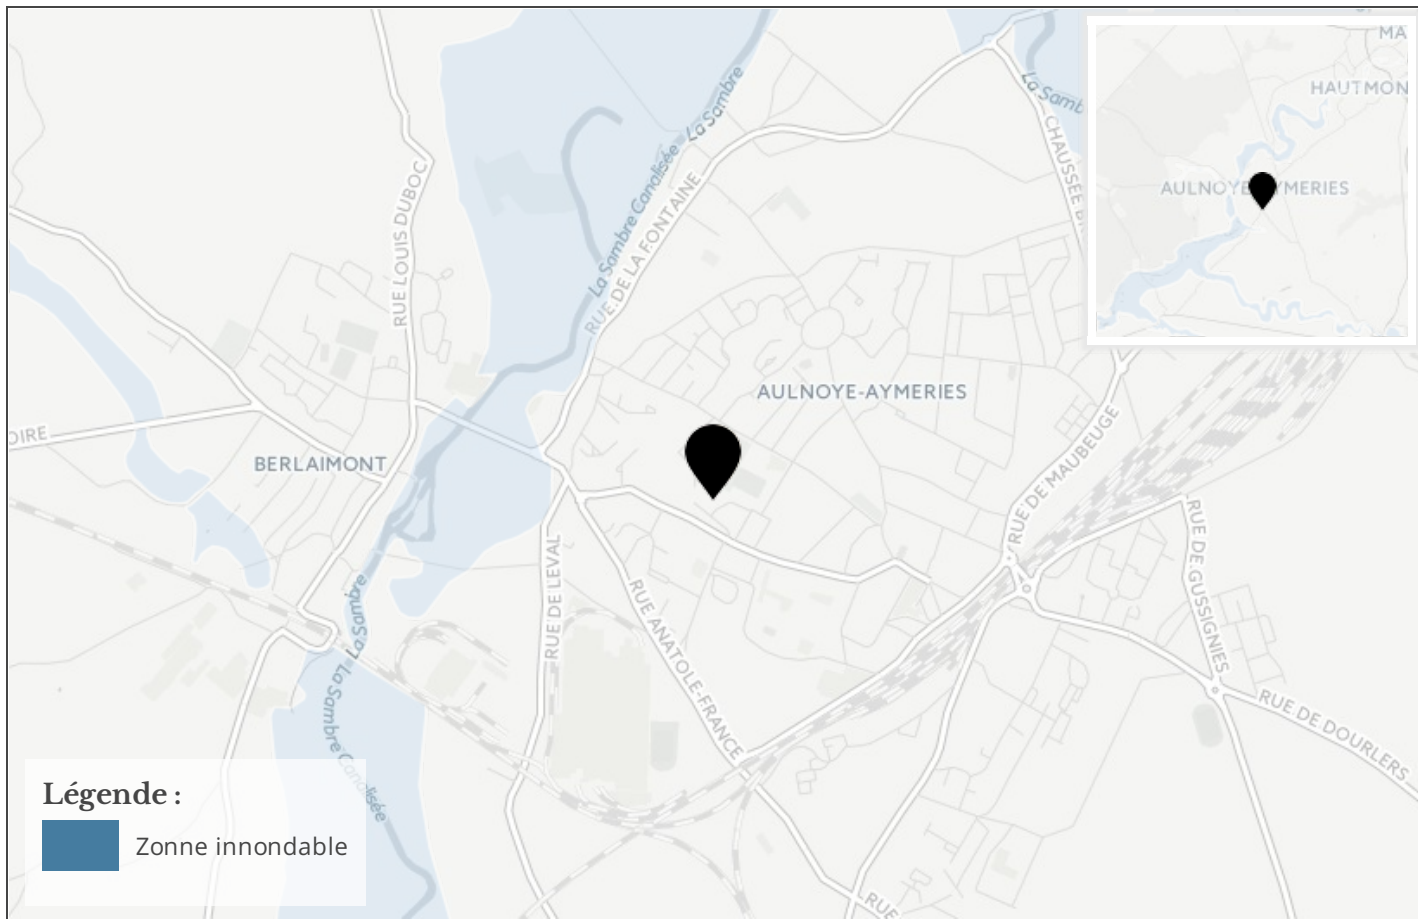 La Sambre
La Samb
MA
HAUTMON
AULNOYE
YMERIES
CHAUSSÉE
La Sambre Canalisée
RUE LOUIS DUBOC
RUE DE LA FONTAINE
AULNOYE-AYMERIES
OIRE
BERLAIMONT
RUE DE MAUBEUGE
RUE DE LEVAL
RUE DE GUSSIGNIES
La Sambre
RUE ANATOLE-FRANCE
La Sambre Canalisée
RUE DE DOURLERS
Légende :
Zonne innondable
RUE